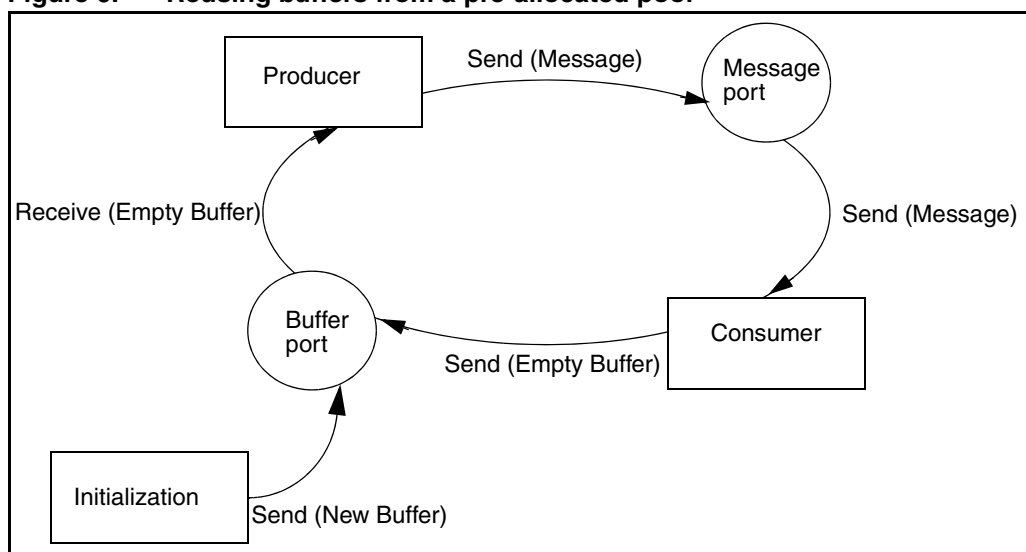 Figure Reusing buffers from a pre-allocated pool
Producer
Send (Message)
Message
port
Receive (Empty Buffer)
Send (Message)
Buffer
port
Consumer
Send (Empty Buffer)
Initialization
Send (New Buffer)